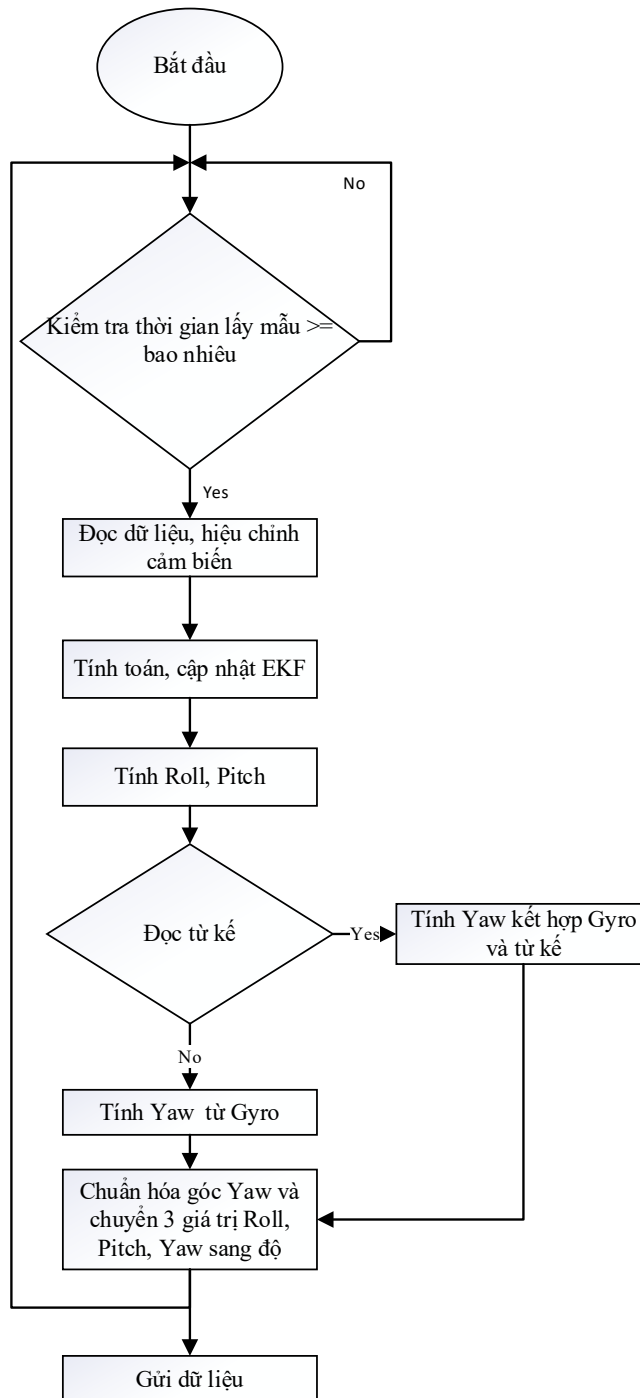 Bắt đầu
No
Kiểm tra thời gian lấy mẫu >=
bao nhiêu
Yes
Đọc dữ liệu, hiệu chỉnh
cảm biến
Tính toán, cập nhật EKF
Tính Roll, Pitch
Đọc từ kế
Yes
Tính Yaw kết hợp Gyro
và từ kế
No
Tính Yaw từ Gyro
Chuẩn hóa góc Yaw và
chuyển 3 giá trị Roll,
Pitch, Yaw sang độ
Gửi dữ liệu